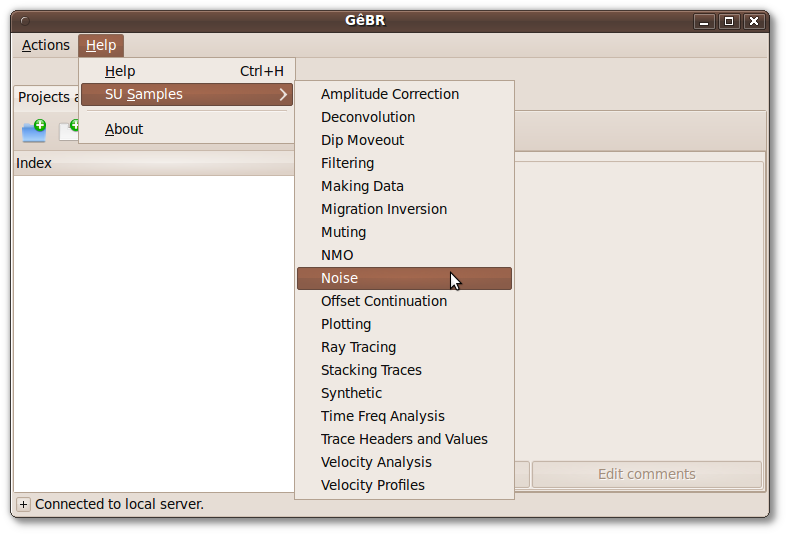 GêBR
Actions Help
Help Ctrl+H
SU Samples
About
Projects a
Index
Amplitude Correction
Deconvolution
Dip Moveout
Filtering
Making Data
Migration Inversion
Muting
NMO
Noise
Offset Continuation
Plotting
Ray Tracing
Stacking Traces
Synthetic
Time Freq Analysis
Trace Headers and Values
Velocity Analysis
Velocity Profiles
Edit comments
Connected to local server.